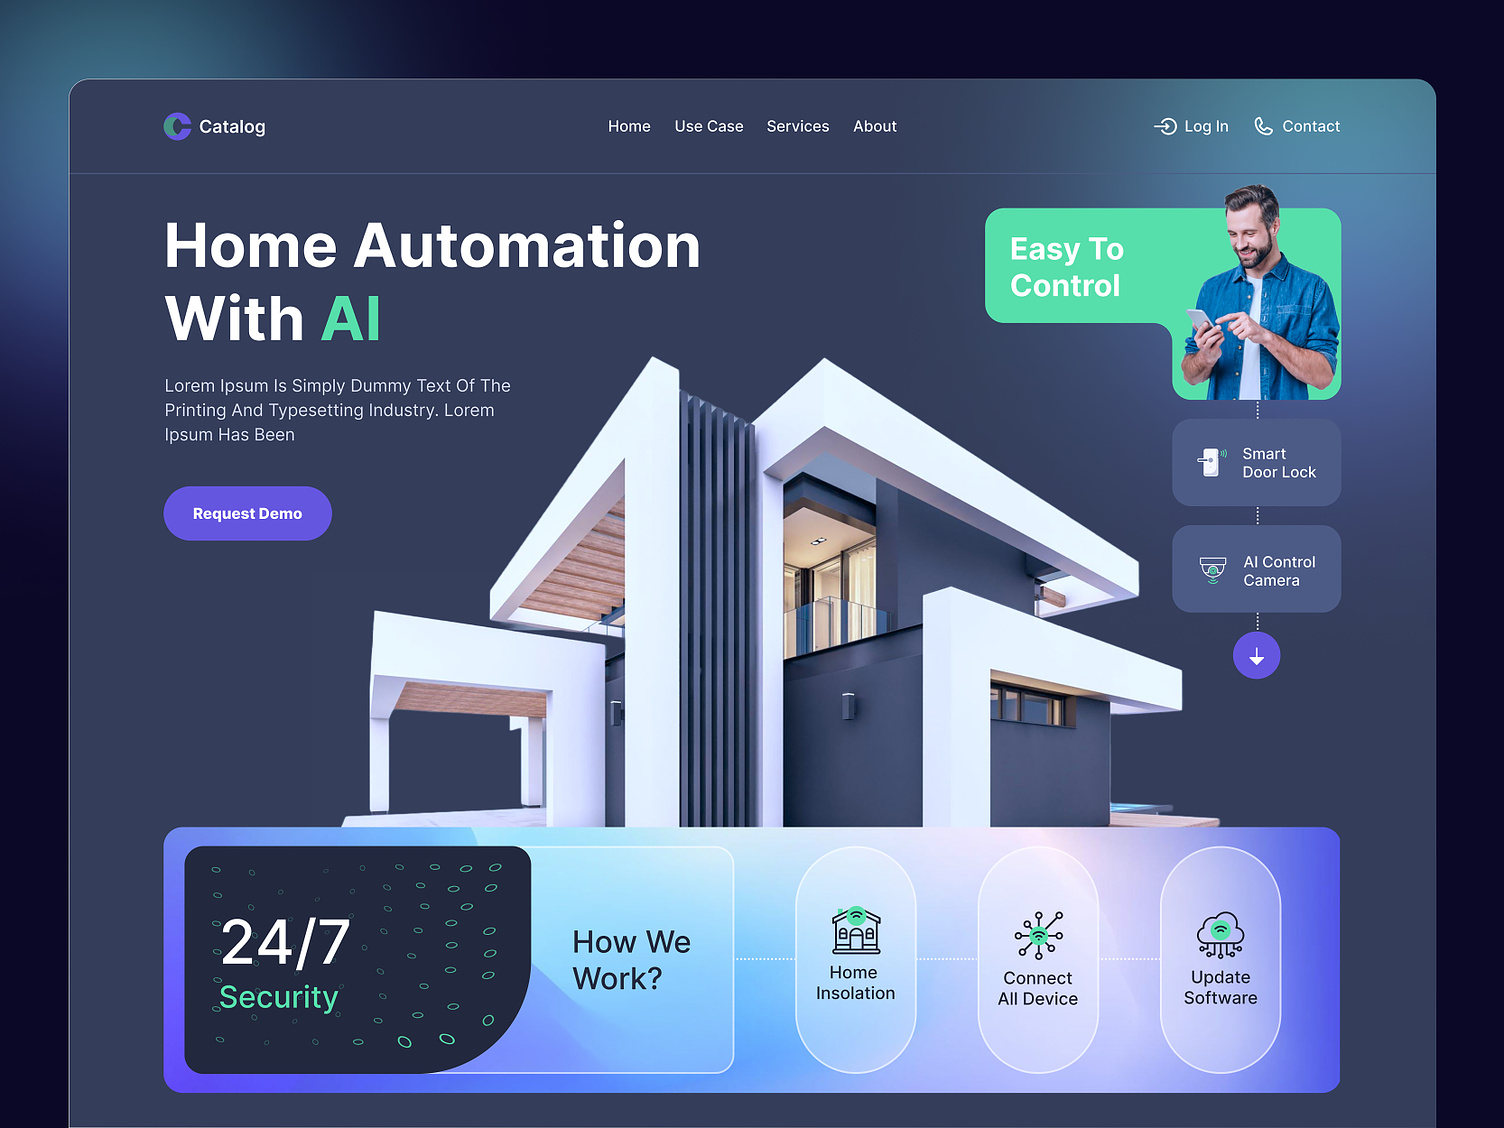 Catalog
Home
Use Case
Services
About
Log In
Contact
Home Automation
With AI
Lorem Ipsum Is Simply Dummy Text Of The
Printing And Typesetting Industry. Lorem
Ipsum Has Been
Request Demo
Easy To
Control
Smart
Door Lock
AI Control
Camera
24/7
Security
How We
Work?
Home
Insolation
Connect
All Device
Update
Software